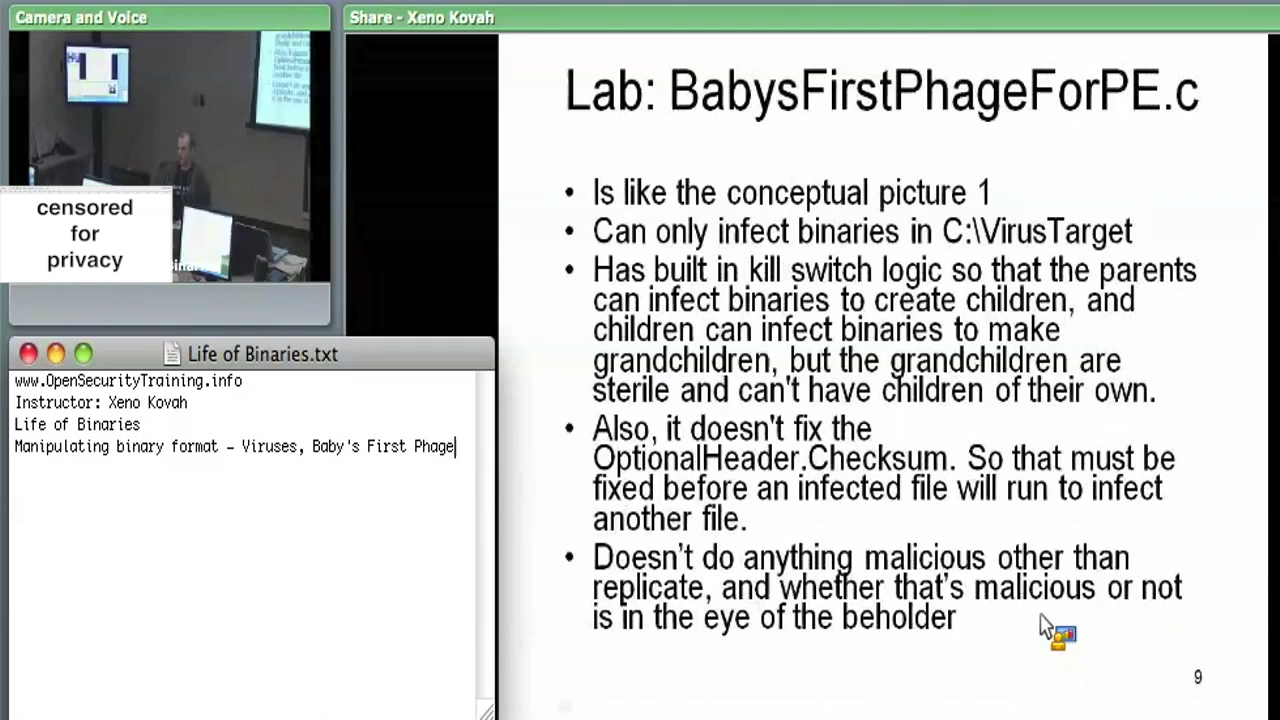 Camera and Voice
censored
for
privacy
Share - Xeno Kovah
Life of Binaries.txt
www.OpenSecurityTraining.info
Instructor: Xeno Kovah
Life of Binaries
Manipulating binary format - Viruses, Baby's First Phage
Lab: BabysFirstPhageForPE.c
• Is like the conceptual picture 1
• Can only infect binaries in C:\VirusTarget
• Has built in kill switch logic so that the parents
can infect binaries to create children, and
children can infect binaries to make
grandchildren, but the grandchildren are
sterile and can't have children of their own.
• Also, it doesn't fix the
OptionalHeader.Checksum. So that must be
fixed before an infected file will run to infect
another file.
• Doesn’t do anything malicious other than
replicate, and whether that’s malicious or not
is in the eye of the beholder
9